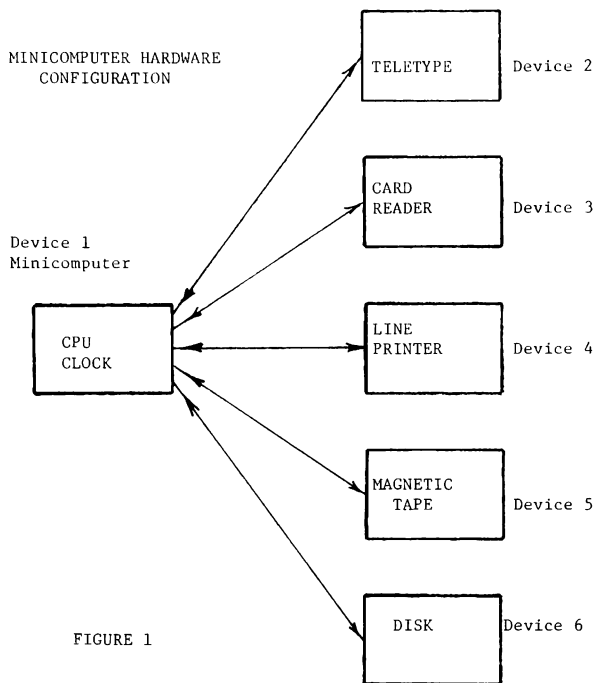 MINICOMPUTER HARDWARE
CONFIGURATION
TELETYPE
Device 2
CARD
READER
Device 3
Device 1
Minicomputer
CPU
CLOCK
LINE
PRINTER
Device 4
MAGNETIC
TAPE
Device 5
DISK
Device 6
FIGURE 1